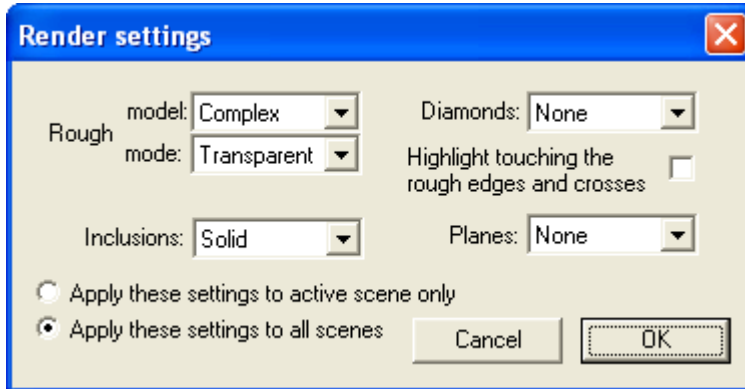 Render settings
Rough
model: Complex
mode: Transparent
Diamonds: None
Highlight touching the
rough edges and crosses
Inclusions: Solid
Planes: None
Apply these settings to active scene only
Apply these settings to all scenes
Cancel
OK